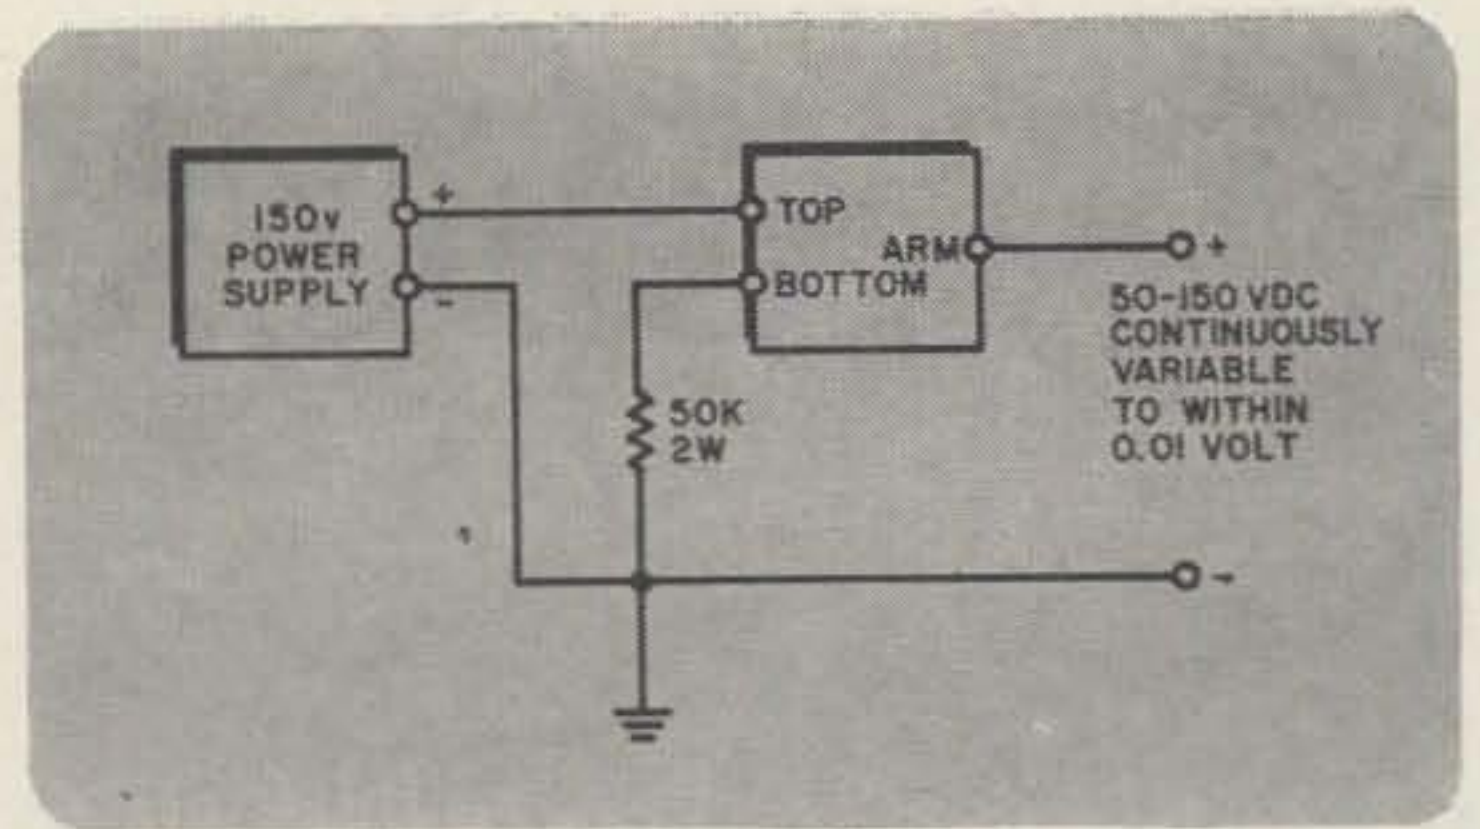 150v
POWER
SUPPLY
+
-
TOP
BOTTOM
ARM
50K
2W
+
50-150 VDC
CONTINUOUSLY
VARIABLE
TO WITHIN
0.01 VOLT
-